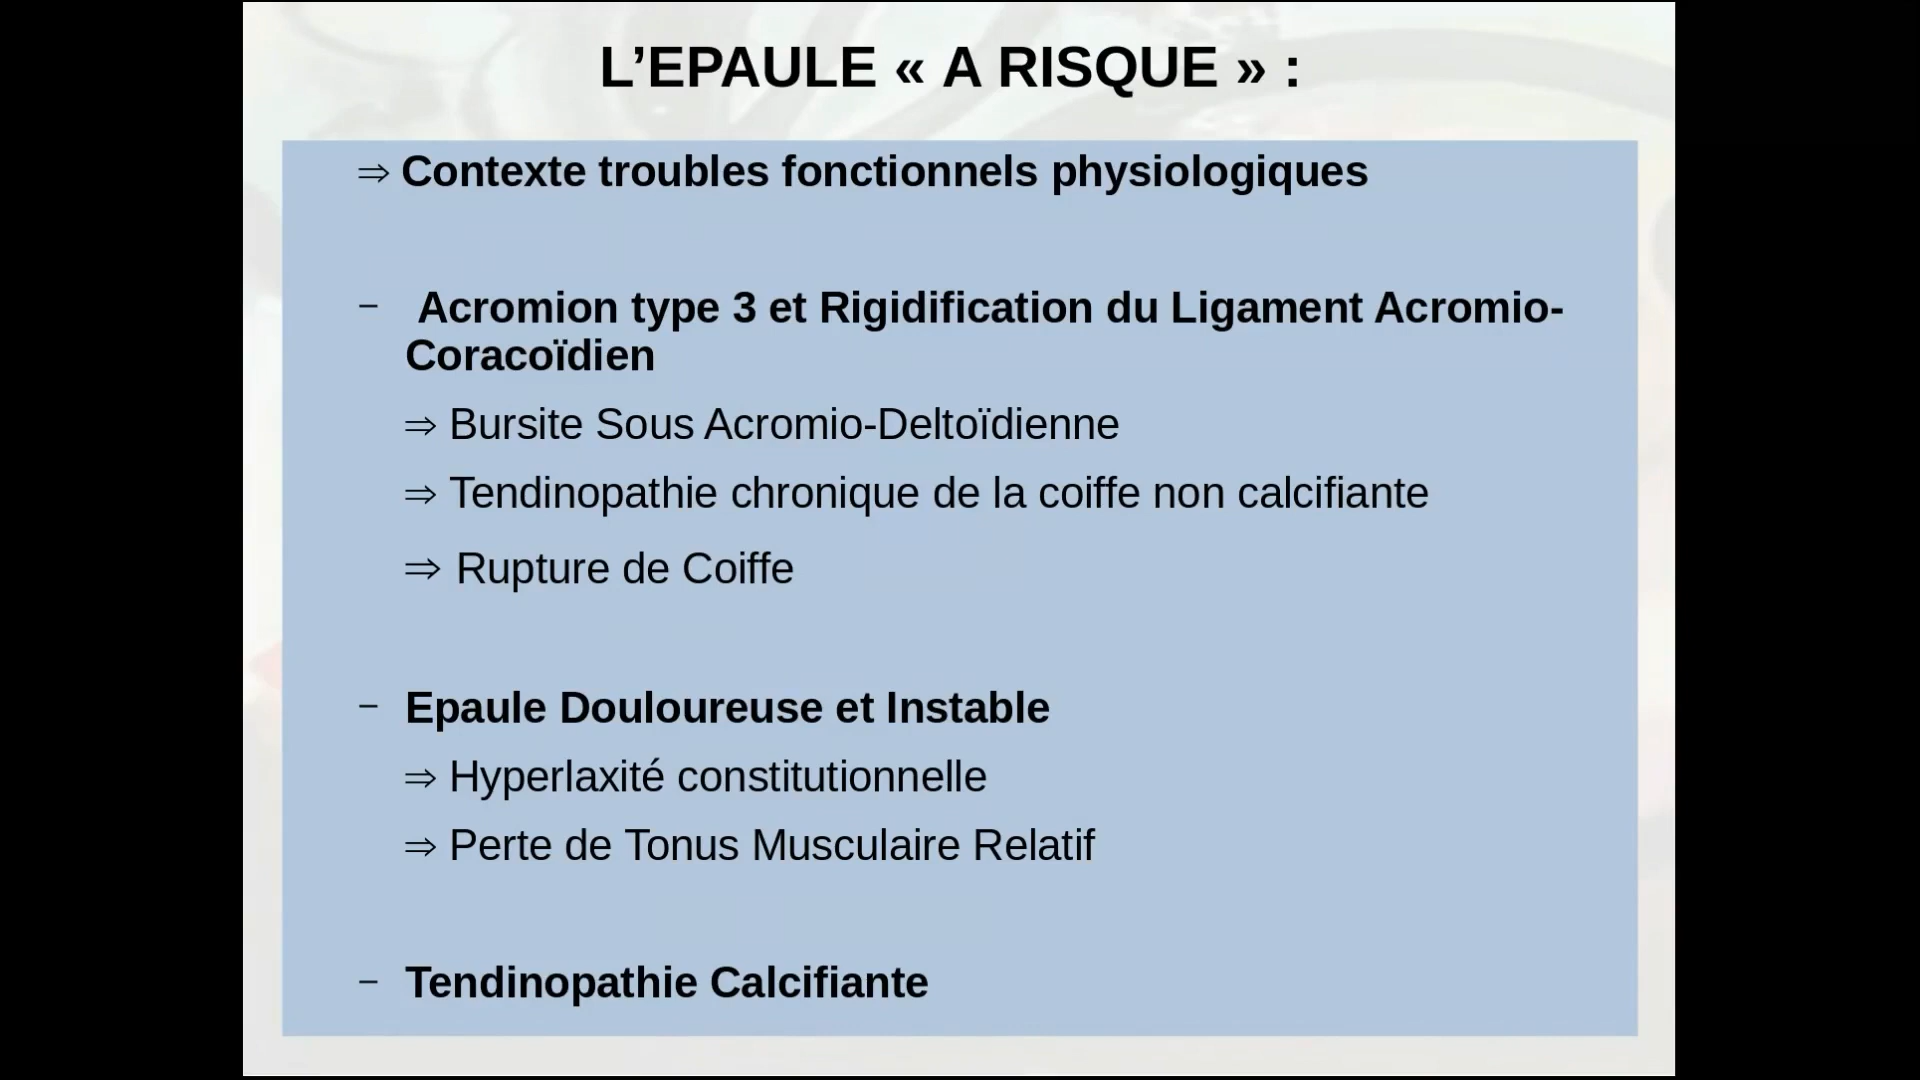 L’EPAULE « A RISQUE » :
⇒ Contexte troubles fonctionnels physiologiques
– Acromion type 3 et Rigidification du Ligament Acromio-
Coracoïdien
⇒ Bursite Sous Acromio-Deltoïdienne
⇒ Tendinopathie chronique de la coiffe non calcifiante
⇒ Rupture de Coiffe
– Epaule Douloureuse et Instable
⇒ Hyperlaxité constitutionnelle
⇒ Perte de Tonus Musculaire Relatif
– Tendinopathie Calcifiante